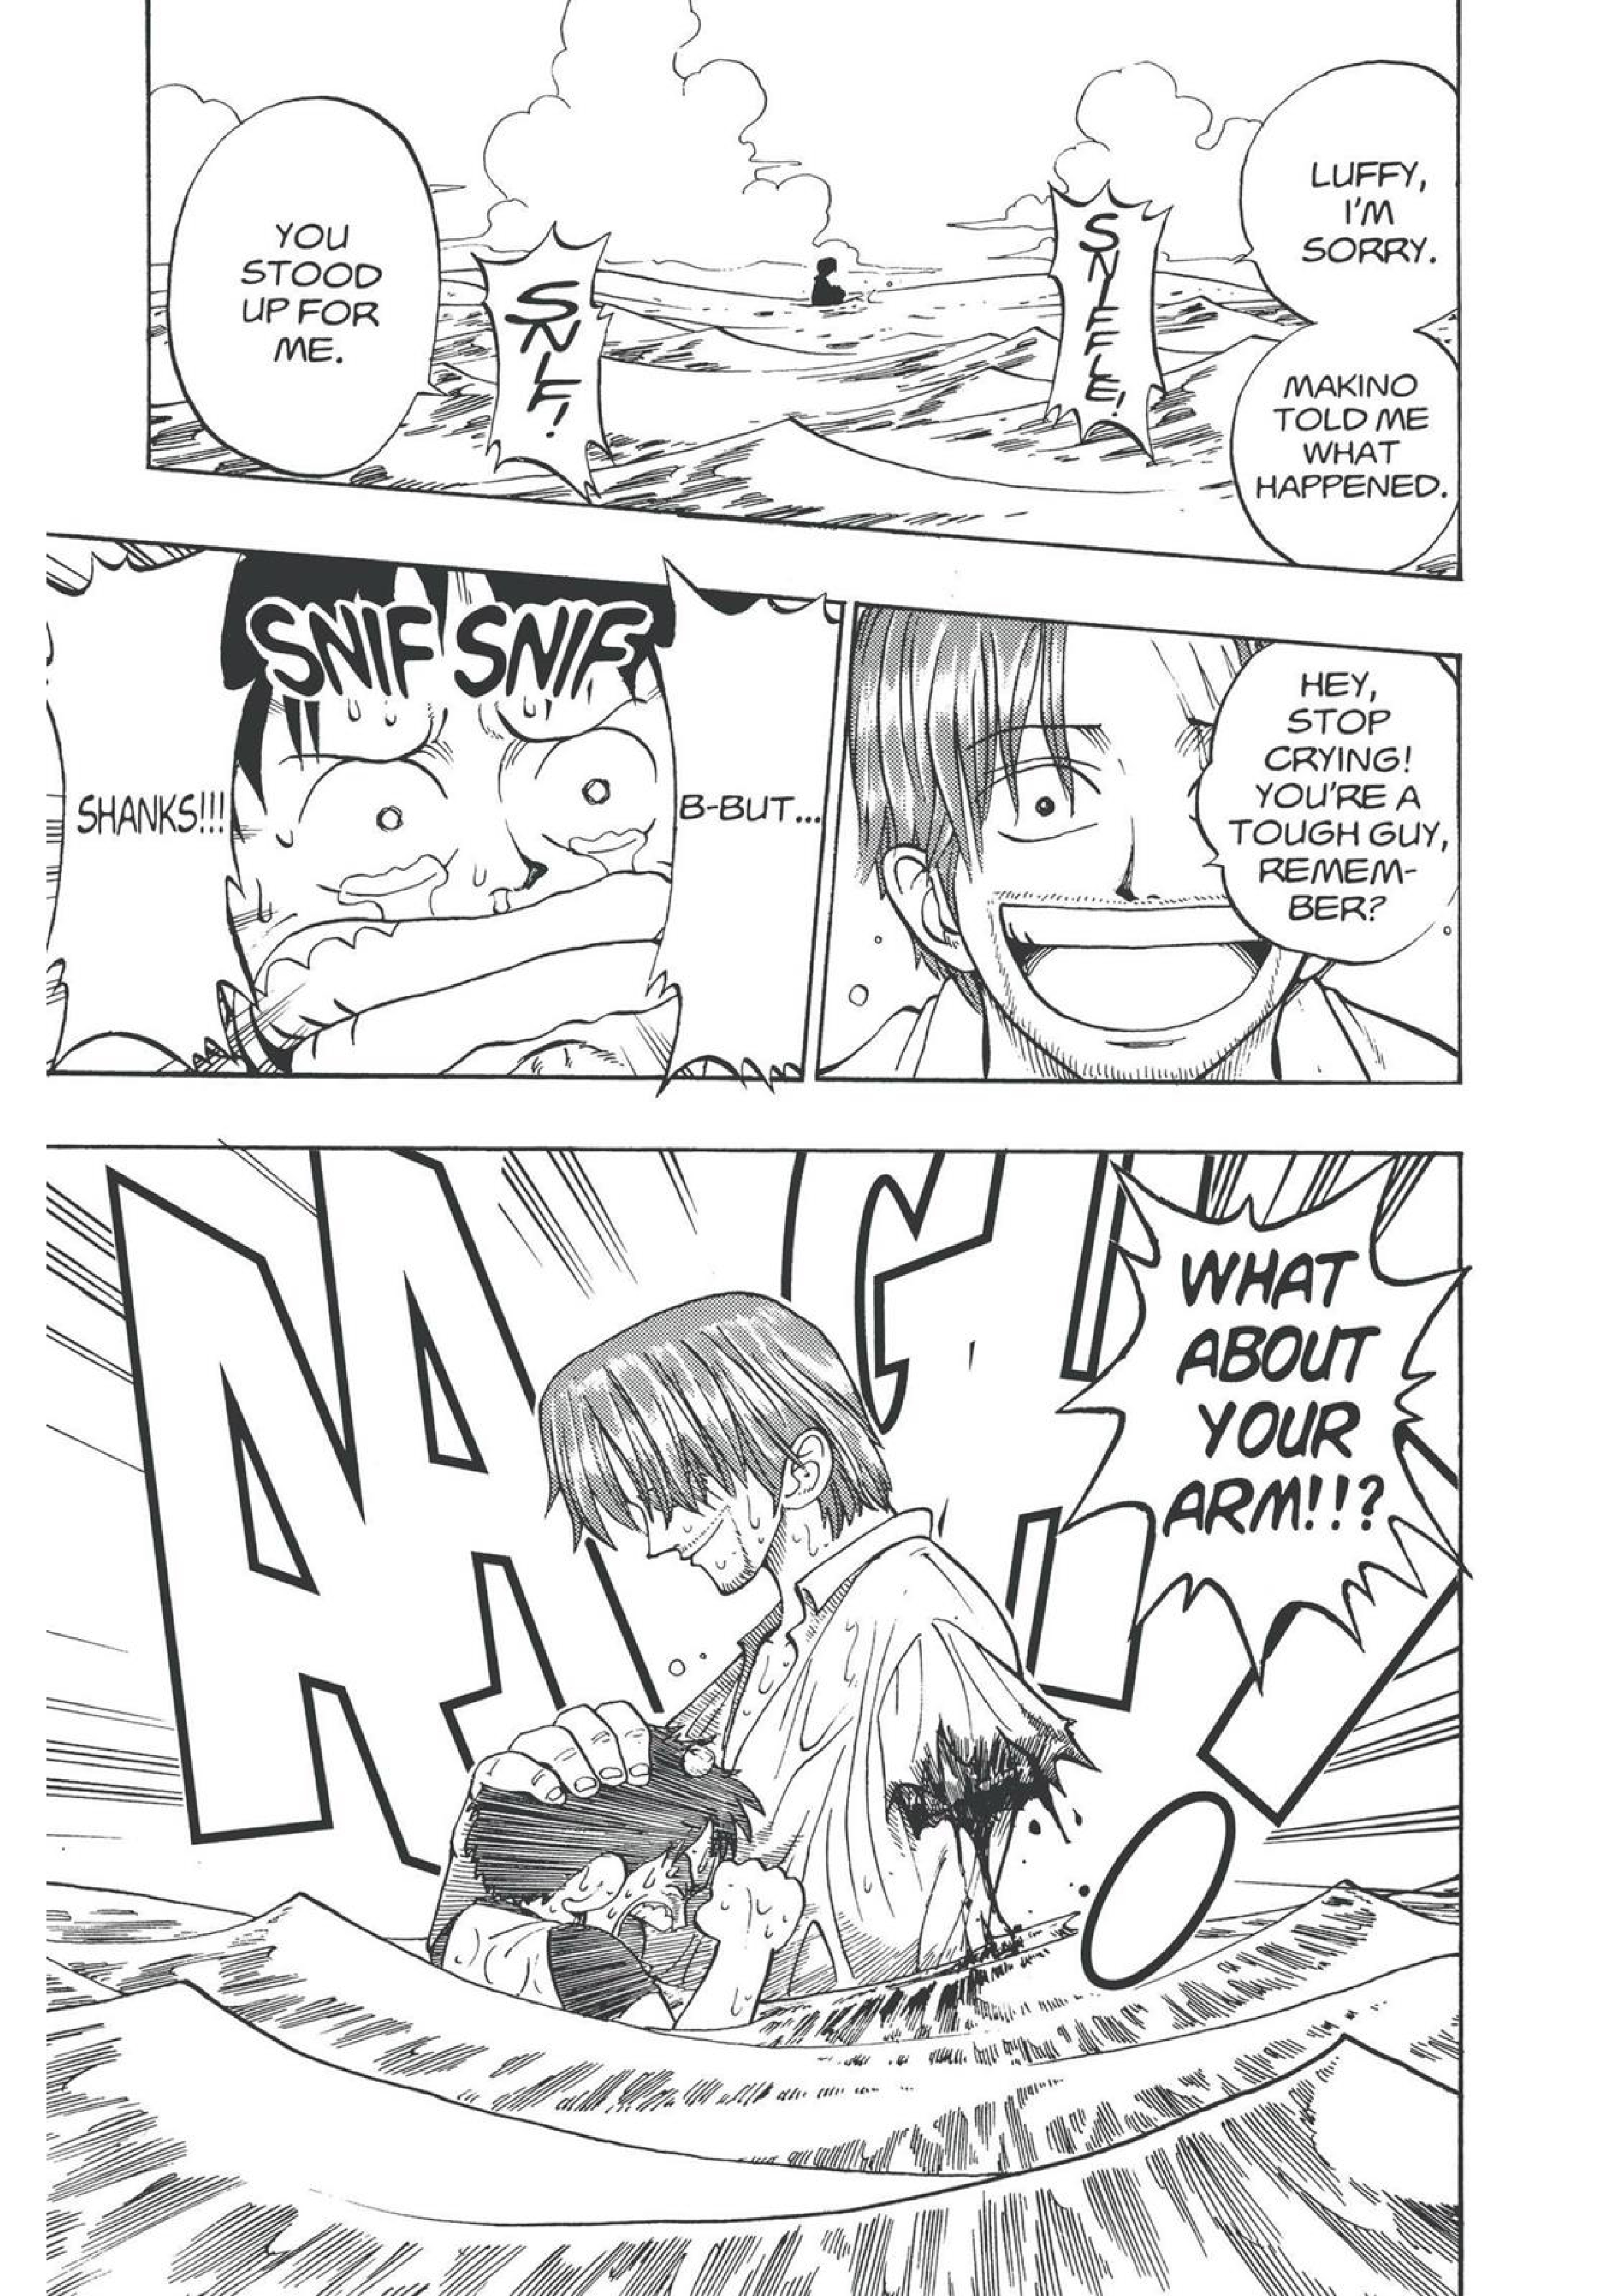 LUFFY,
I'M
SORRY.
MAKINO
TOLD ME
WHAT
HAPPENED.
SNIFFLE!
SNIF!
YOU
STOOD
UP FOR
ME.
HEY,
STOP
CRYING!
YOU'RE A
TOUGH GUY,
REMEM-
BER?
B-BUT...
SNIF SNIF
SHANKS!!!
WHAT
ABOUT
YOUR
ARM!!?